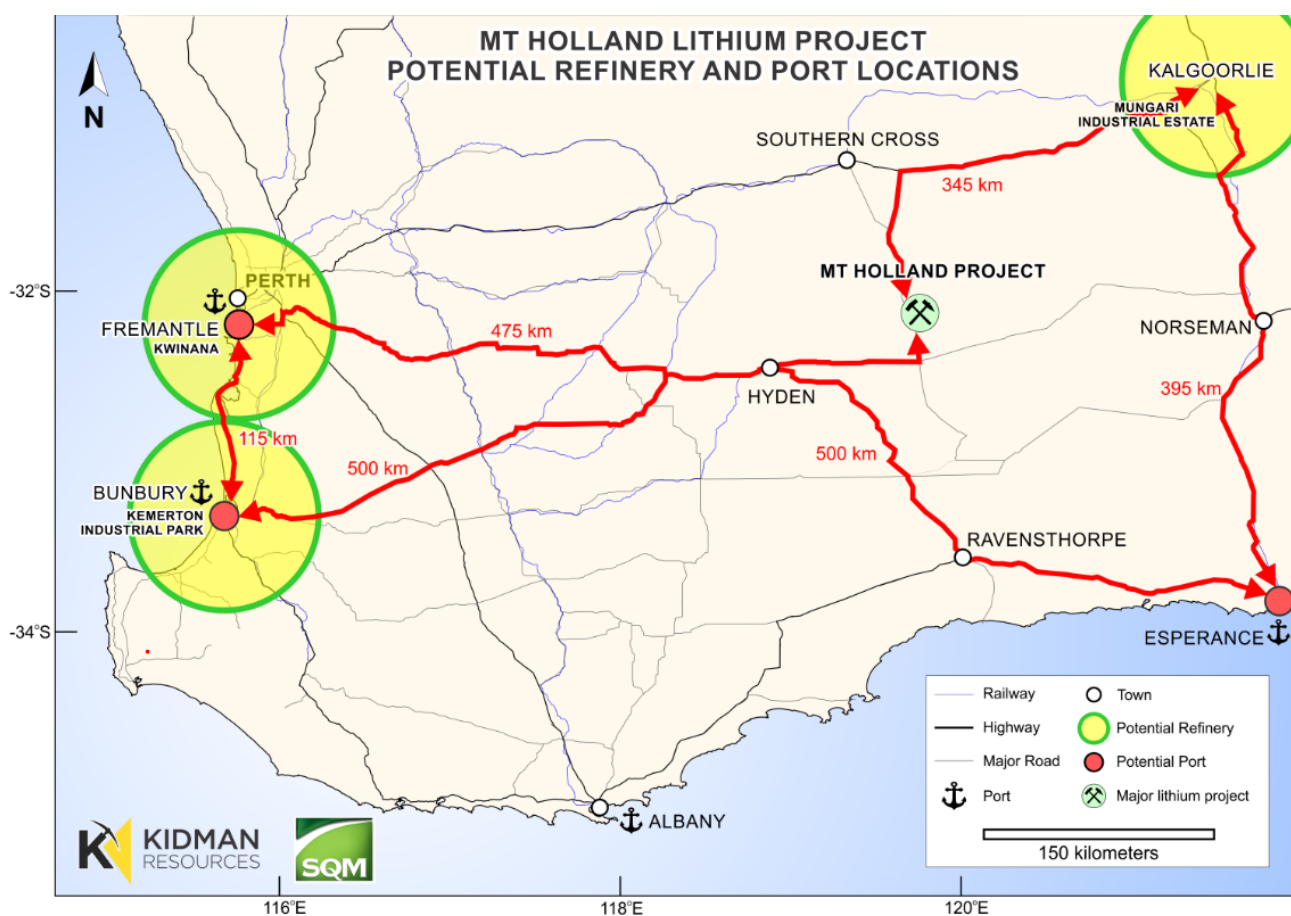 MT HOLLAND LITHIUM PROJECT
POTENTIAL REFINERY AND PORT LOCATIONS
N
KALGOORLIE
MUNGARI
INDUSTRIAL ESTATE
SOUTHERN CROSS
345 km
MT HOLLAND PROJECT
-32°S
PERTH
FREMANTLE
KWINANA
475 km
NORSEMAN
HYDEN
395 km
115 km
500 km
500 km
BUNBURY
KEMERTON
INDUSTRIAL PARK
RAVENSTHORPE
-34°S
ESPERANCE
Railway
Town
Highway
Potential Refinery
Major Road
Potential Port
Port
Major lithium project
150 kilometers
ALBANY
KIDMAN
RESOURCES
SQM
116°E
118°E
120°E